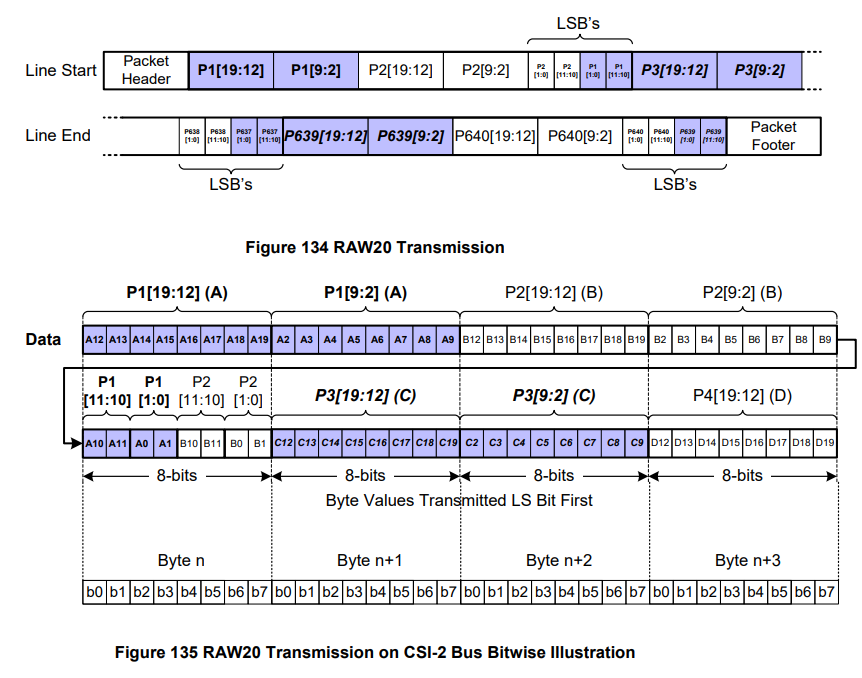 LSB's
Line Start Packet Header P1[19:12] P1[9:2] P2[19:12] P2[9:2] P2 [1:0] P2 [11:10] P1 [1:0] P1 [11:10] P3[19:12] P3[9:2]
Line End P638 [1:0] P638 [11:10] P637 [1:0] P637 [11:10] P639[19:12] P639[9:2] P640[19:12] P640[9:2] P640 [1:0] P640 [11:10] P639 [1:0] P639 [11:10] Packet Footer
LSB's LSB's
Figure 134 RAW20 Transmission
P1[19:12] (A) P1[9:2] (A) P2[19:12] (B) P2[9:2] (B)
Data A12 A13 A14 A15 A16 A17 A18 A19 A2 A3 A4 A5 A6 A7 A8 A9 B12 B13 B14 B15 B16 B17 B18 B19 B2 B3 B4 B5 B6 B7 B8 B9
P1 [11:10] P1 [1:0] P2 [11:10] P2 [1:0] P3[19:12] (C) P3[9:2] (C) P4[19:12] (D)
A10 A11 A0 A1 B10 B11 B0 B1 C12 C13 C14 C15 C16 C17 C18 C19 C2 C3 C4 C5 C6 C7 C8 C9 D12 D13 D14 D15 D16 D17 D18 D19
8-bits 8-bits 8-bits 8-bits
Byte Values Transmitted LS Bit First
Byte n Byte n+1 Byte n+2 Byte n+3
b0 b1 b2 b3 b4 b5 b6 b7 b0 b1 b2 b3 b4 b5 b6 b7 b0 b1 b2 b3 b4 b5 b6 b7 b0 b1 b2 b3 b4 b5 b6 b7
Figure 135 RAW20 Transmission on CSI-2 Bus Bitwise Illustration